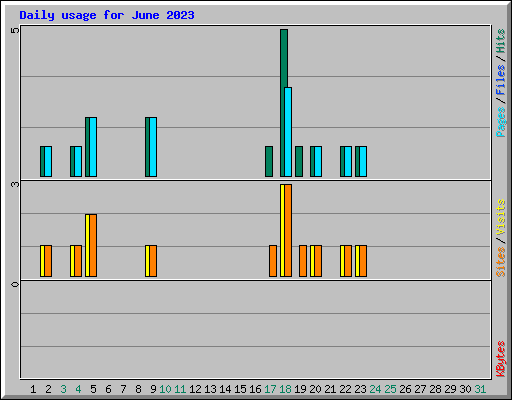 Daily usage for June 2023
5
3
0
Pages / Files / Hits
Sites / Visits
KBytes
1 2 3 4 5 6 7 8 9 10 11 12 13 14 15 16 17 18 19 20 21 22 23 24 25 26 27 28 29 30 31